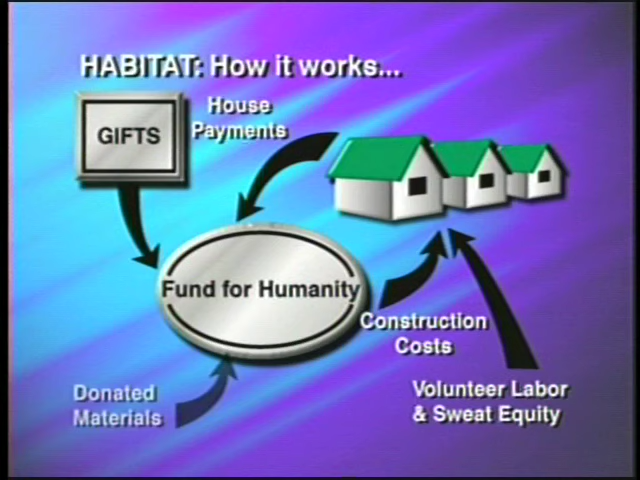 HABITAT: How it works...
GIFTS
House
Payments
Fund for Humanity
Construction
Costs
Donated
Materials
Volunteer Labor
& Sweat Equity